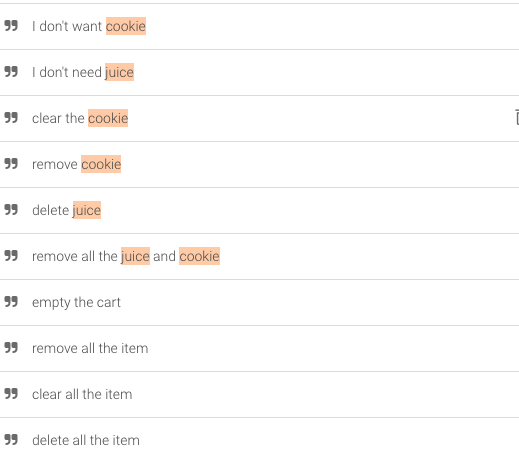 I don't want cookie
I don't need juice
clear the cookie
remove cookie
delete juice
remove all the juice and cookie
empty the cart
remove all the item
clear all the item
delete all the item